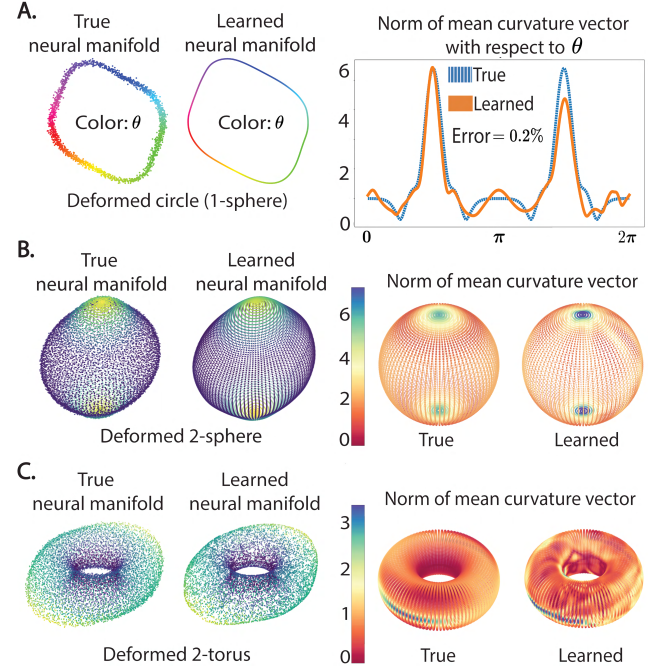 A.
True
neural manifold
Learned
neural manifold
Color: θ
Color: θ
Deformed circle (1-sphere)
Norm of mean curvature vector
with respect to θ
6
4
2
0
True
Learned
Error = 0.2%
0
π
2π
B.
True
neural manifold
Learned
neural manifold
Deformed 2-sphere
Norm of mean curvature vector
6
4
2
0
True
Learned
C.
True
neural manifold
Learned
neural manifold
Deformed 2-torus
Norm of mean curvature vector
3
2
1
0
True
Learned